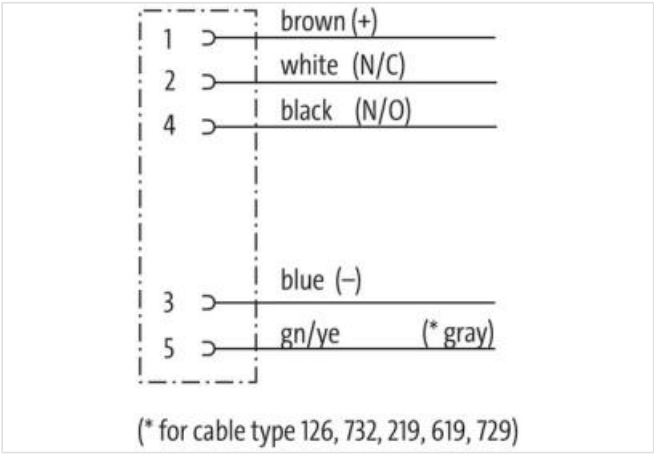 1 brown (+)
2 white (N/C)
4 black (N/O)
3 blue (–)
5 gn/ye (* gray)
(* for cable type 126, 732, 219, 619, 729)